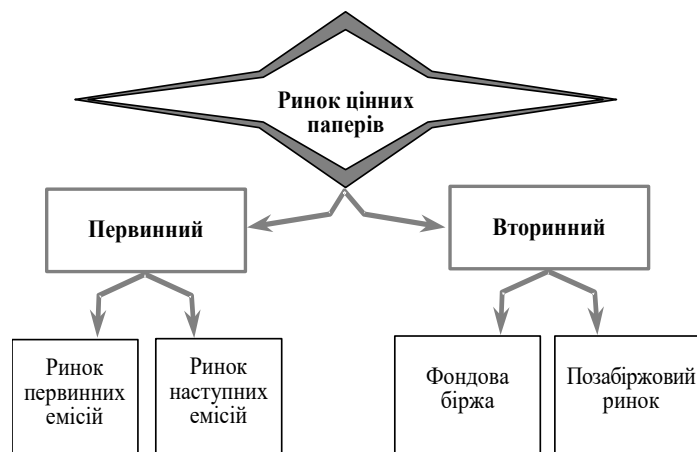 Ринок цінних
паперів
Первинний
Вторинний
Ринок
первинних
емісій
Ринок
наступних
емісій
Фондова
біржа
Позабіржовий
ринок